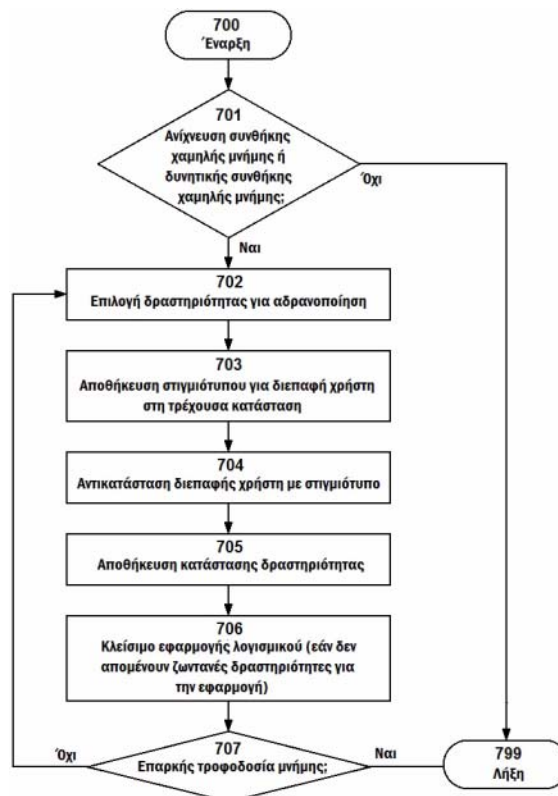 700
Έναρξη
701
Ανίχνευση συνθήκης
χαμηλής μνήμης ή
δυνητικής συνθήκης
χαμηλής μνήμης;
Όχι
Ναι
702
Επιλογή δραστηριότητας για αδρανοποίηση
703
Αποθήκευση στιγμιότυπου για διεπαφή χρήστη
στη τρέχουσα κατάσταση
704
Αντικατάσταση διεπαφής χρήστη με στιγμιότυπο
705
Αποθήκευση κατάστασης δραστηριότητας
706
Κλείσιμο εφαρμογής λογισμικού (εάν δεν
απομένουν ζωντανές δραστηριότητες για
την εφαρμογή)
Όχι
707
Επαρκής τροφοδοσία μνήμης;
Ναι
799
Λήξη